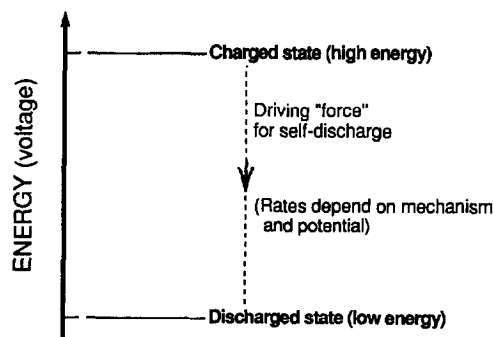 Charged state (high energy)
Driving "force"
for self-discharge
(Rates depend on mechanism
and potential)
Discharged state (low energy)
ENERGY (voltage)